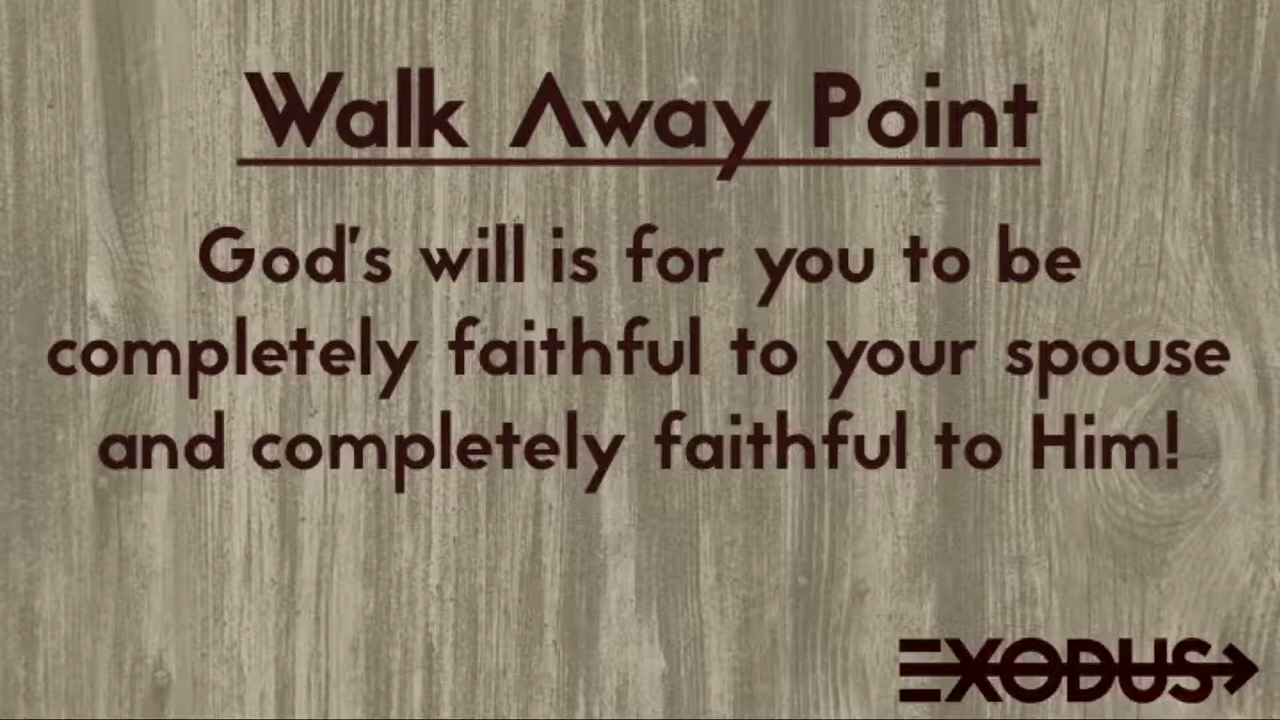 Walk Away Point
God's will is for you to be
completely faithful to your spouse
and completely faithful to Him!
EXODUS